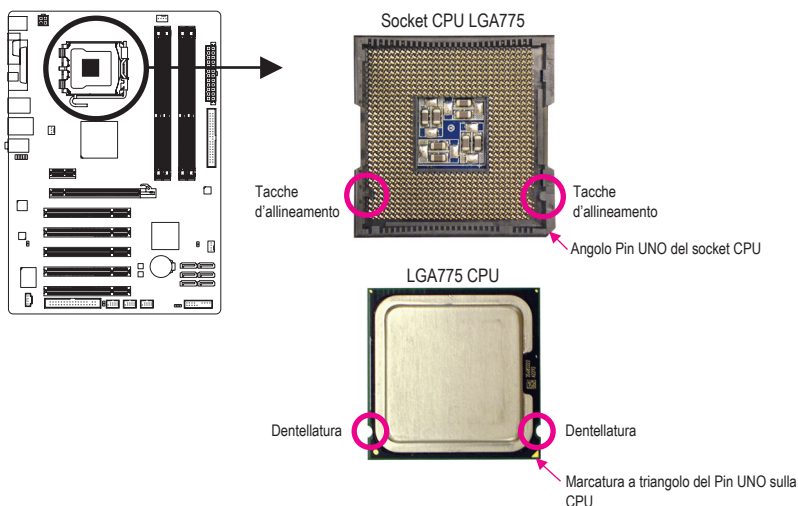 Socket CPU LGA775
Tacche
d'allineamento
Tacche
d'allineamento
Angolo Pin UNO del socket CPU
LGA775 CPU
Dentellatura
Dentellatura
Marcatura a triangolo del Pin UNO sulla
CPU